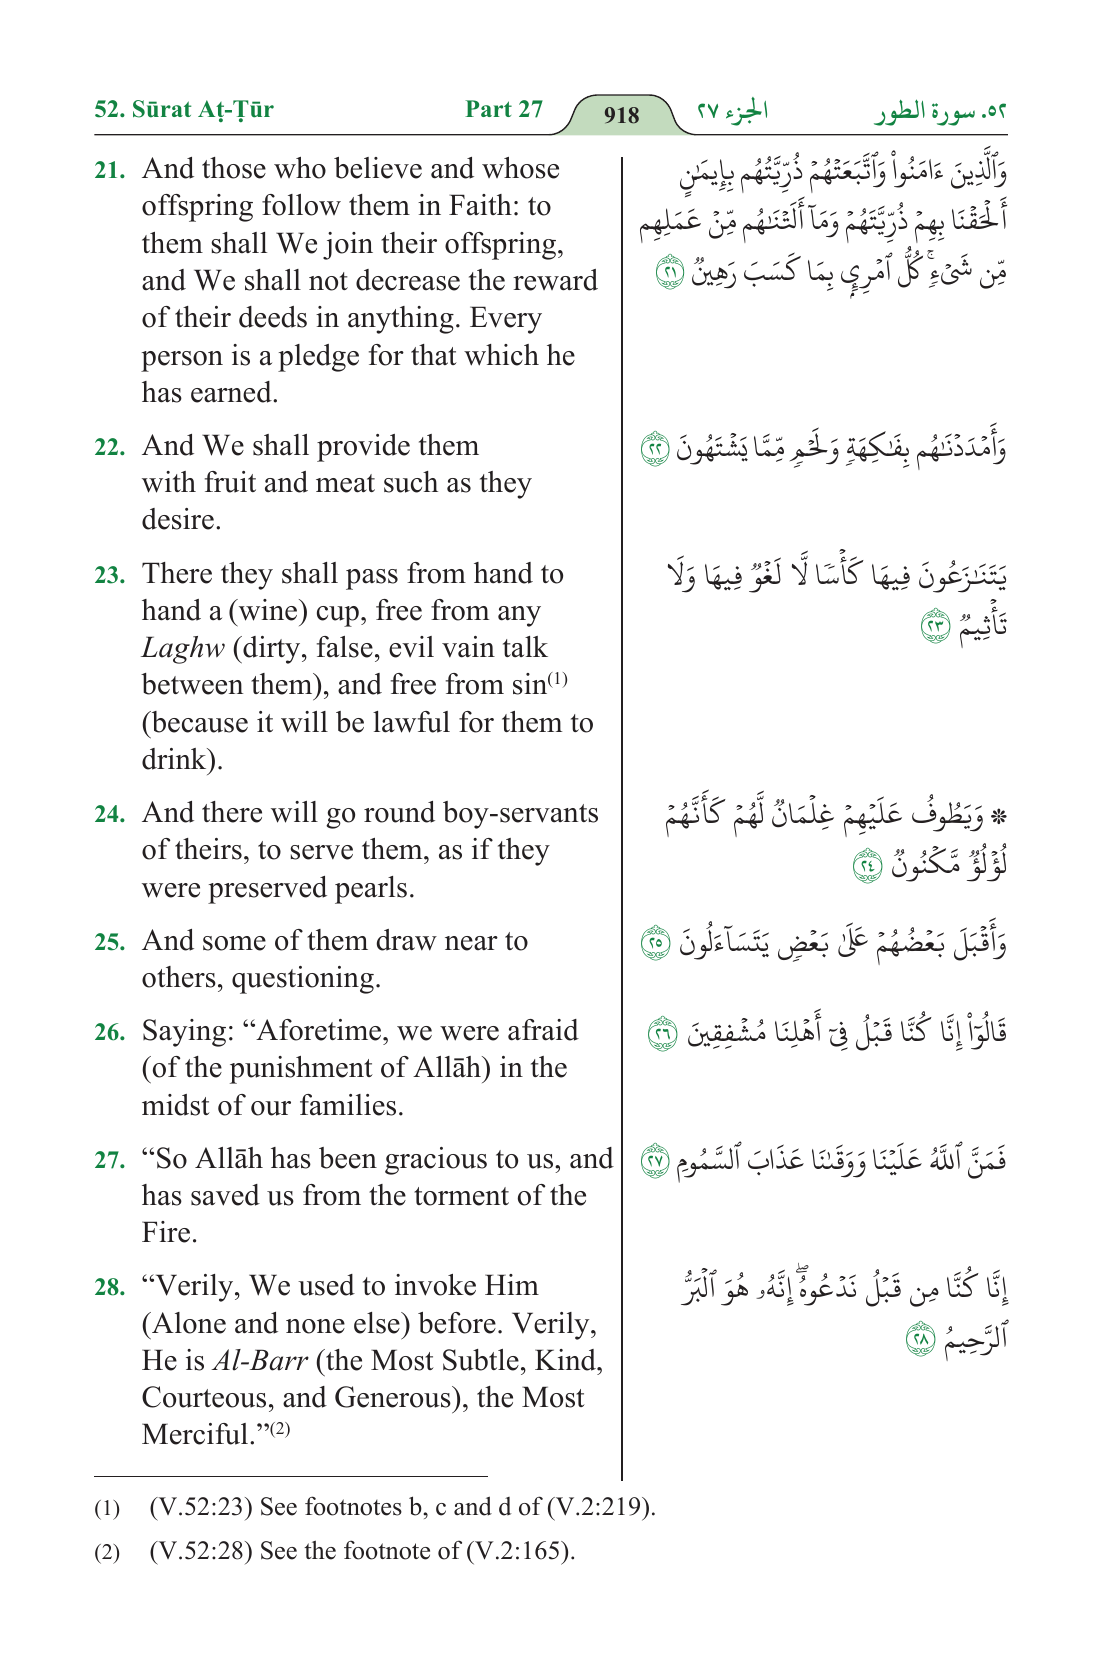 52. Sūrat Aṭ-Ṭūr
Part 27
918
الجزء ٢٧
٥٢. سورة الطور
21. And those who believe and whose
offspring follow them in Faith: to
them shall We join their offspring,
and We shall not decrease the reward
of their deeds in anything. Every
person is a pledge for that which he
has earned.
وَٱلَّذِينَ ءَامَنُواْ وَٱتَّبَعَتۡهُمۡ ذُرِّيَّتُهُم بِإِيمَٰنٍ
أَلۡحَقۡنَا بِهِمۡ ذُرِّيَّتَهُمۡ وَمَآ أَلَتۡنَٰهُم مِّنۡ عَمَلِهِم
مِّن شَيۡءٖۚ كُلُّ ٱمۡرِيِٕۭ بِمَا كَسَبَ رَهِينٞ ٢١
22. And We shall provide them
with fruit and meat such as they
desire.
وَأَمۡدَدۡنَٰهُم بِفَٰكِهَةٖ وَلَحۡمٖ مِّمَّا يَشۡتَهُونَ ٢٢
23. There they shall pass from hand to
hand a (wine) cup, free from any
Laghw (dirty, false, evil vain talk
between them), and free from sin(1)
(because it will be lawful for them to
drink).
يَتَنَٰزَعُونَ فِيهَا كَأۡسٗا لَّا لَغۡوٞ فِيهَا وَلَا
تَأۡثِيمٞ ٢٣
24. And there will go round boy-servants
of theirs, to serve them, as if they
were preserved pearls.
۞ وَيَطُوفُ عَلَيۡهِمۡ غِلۡمَانٞ لَّهُمۡ كَأَنَّهُمۡ
لُؤۡلُؤٞ مَّكۡنُونٞ ٢٤
25. And some of them draw near to
others, questioning.
وَأَقۡبَلَ بَعۡضُهُمۡ عَلَىٰ بَعۡضٖ يَتَسَآءَلُونَ ٢٥
26. Saying: “Aforetime, we were afraid
(of the punishment of Allāh) in the
midst of our families.
قَالُوٓاْ إِنَّا كُنَّا قَبۡلُ فِيٓ أَهۡلِنَا مُشۡفِقِينَ ٢٦
27. “So Allāh has been gracious to us, and
has saved us from the torment of the
Fire.
فَمَنَّ ٱللَّهُ عَلَيۡنَا وَوَقَىٰنَا عَذَابَ ٱلسَّمُومِ ٢٧
28. “Verily, We used to invoke Him
(Alone and none else) before. Verily,
He is Al-Barr (the Most Subtle, Kind,
Courteous, and Generous), the Most
Merciful.”(2)
إِنَّا كُنَّا مِن قَبۡلُ نَدۡعُوهُۖ إِنَّهُۥ هُوَ ٱلۡبَرُّ
ٱلرَّحِيمُ ٢٨
(1) (V.52:23) See footnotes b, c and d of (V.2:219).
(2) (V.52:28) See the footnote of (V.2:165).